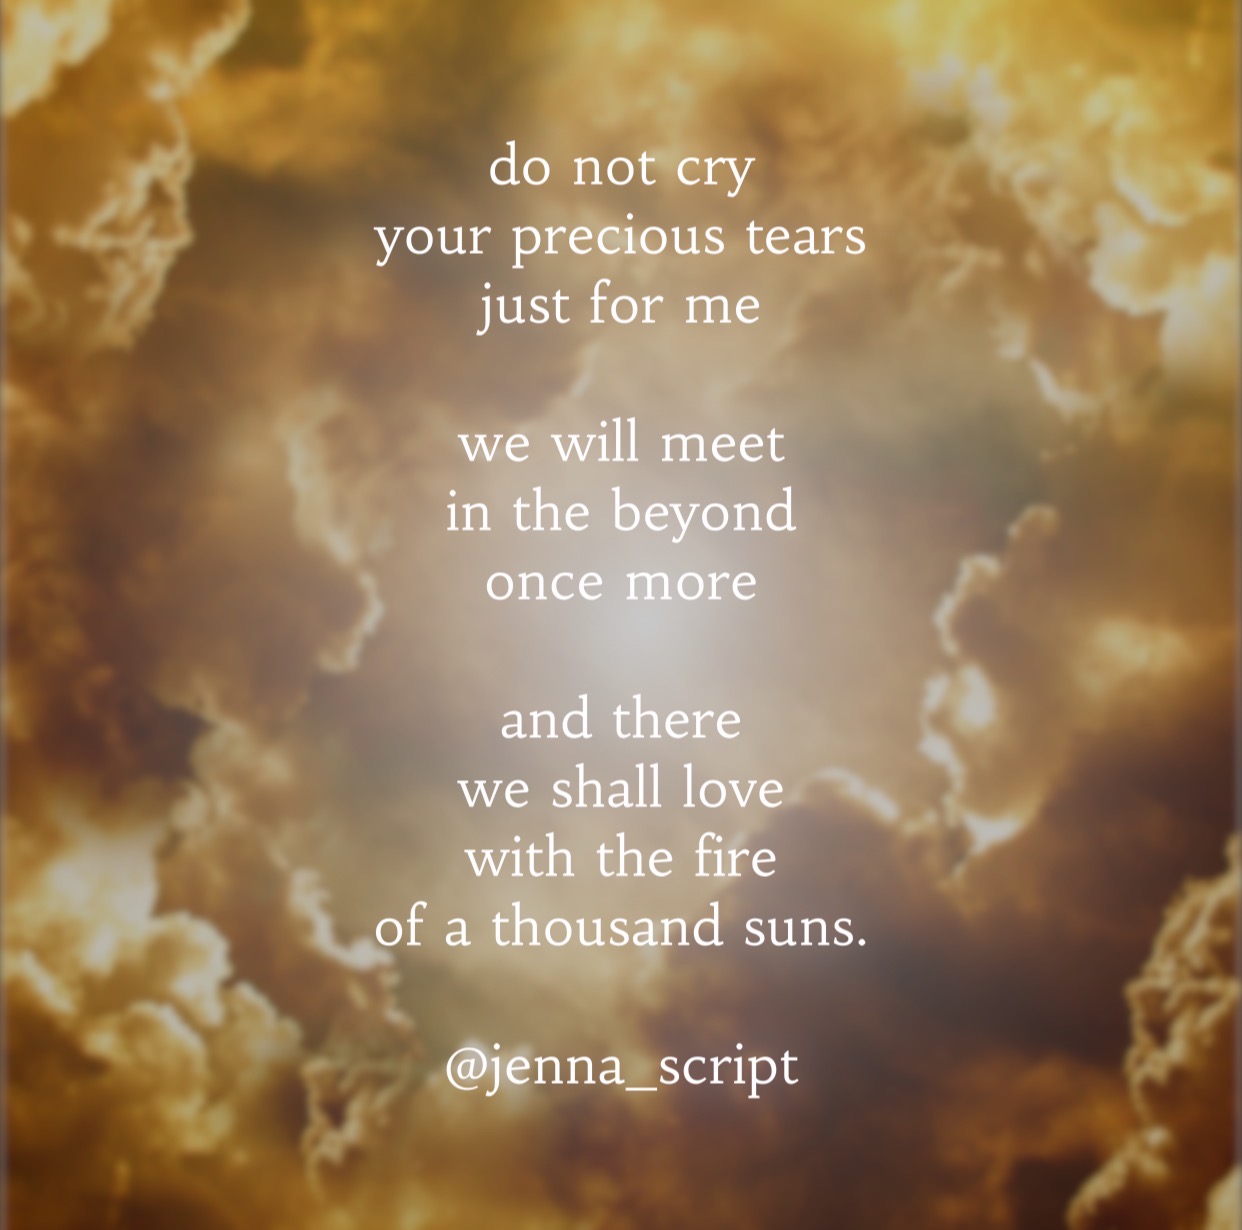 do not cry
your precious tears
just for me
we will meet
in the beyond
once more
and there
we shall love
with the fire
of a thousand suns.
@jenna_script